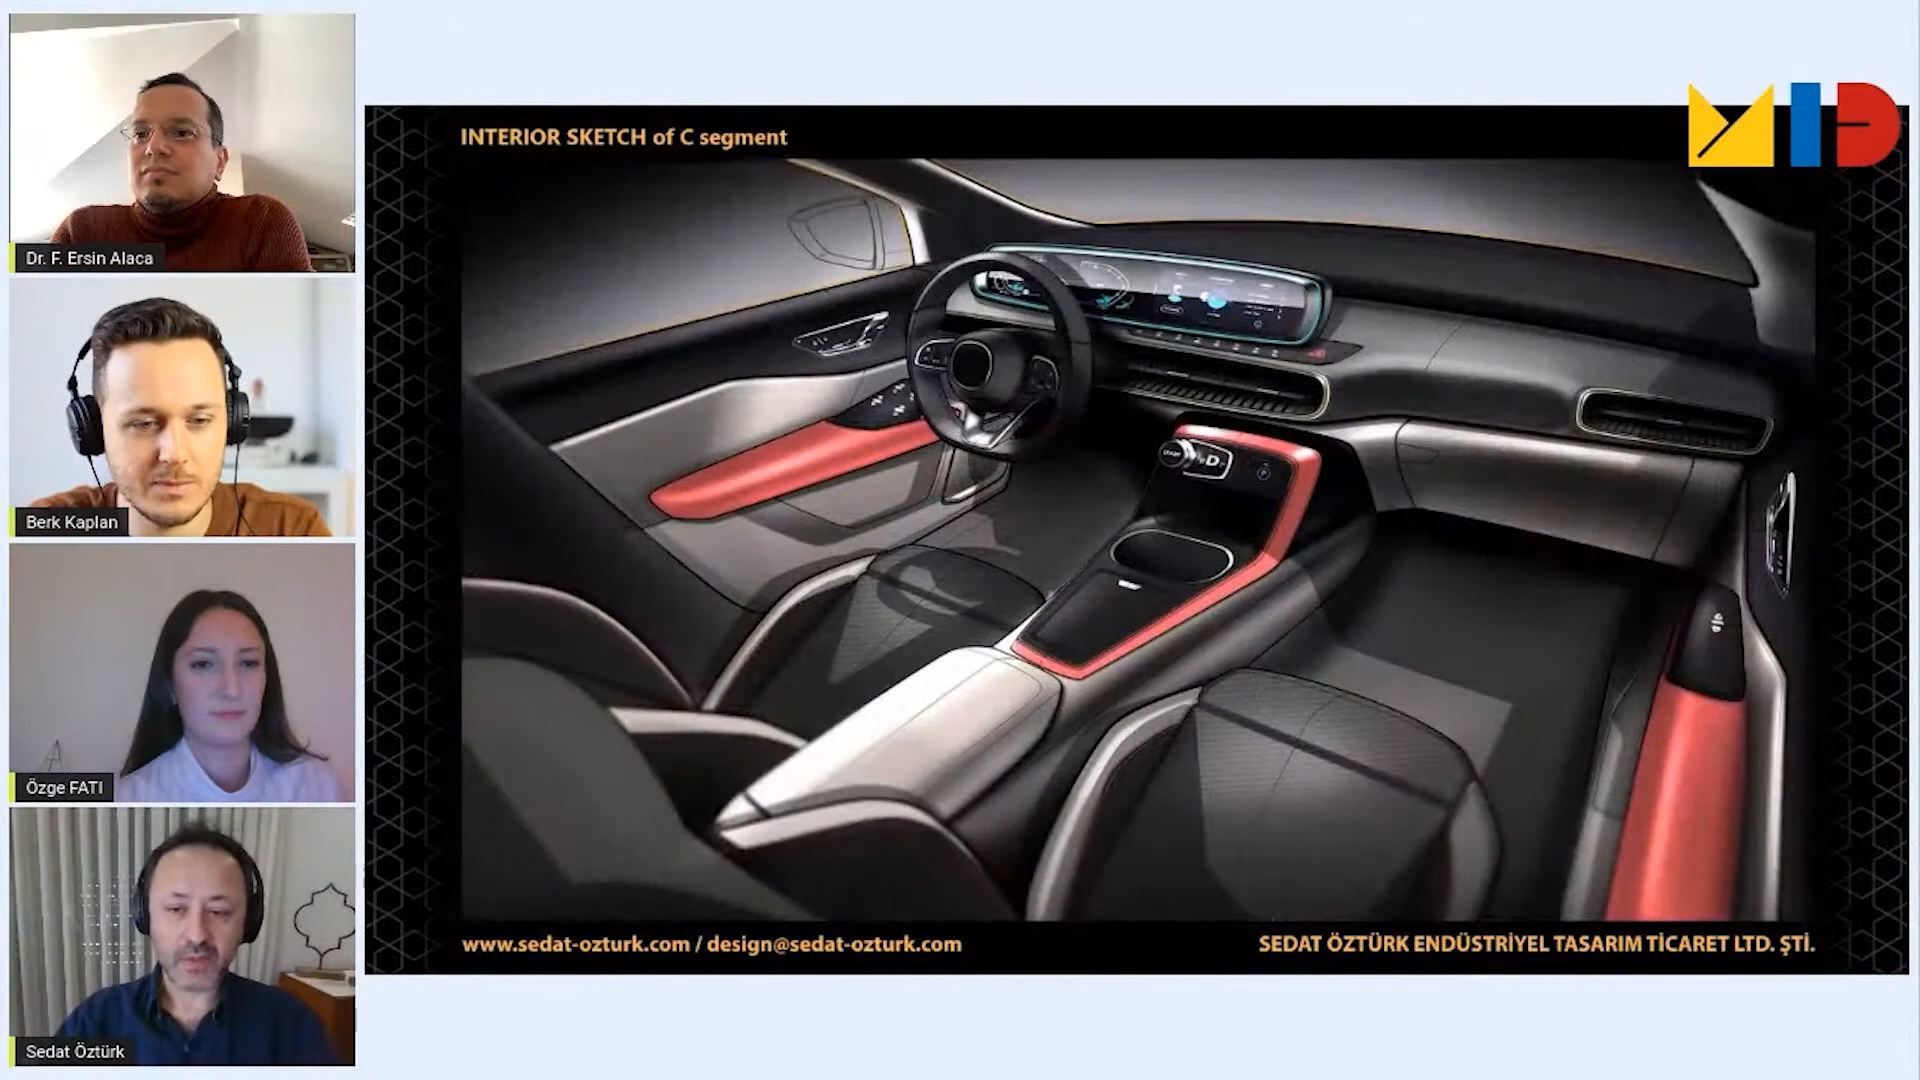 Dr. F. Ersin Alaca
Berk Kaplan
Özge FATI
Sedat Öztürk
INTERIOR SKETCH of C segment
D
P
www.sedat-ozturk.com / design@sedat-ozturk.com
SEDAT ÖZTÜRK ENDÜSTRİYEL TASARIM TİCARET LTD. ŞTİ.